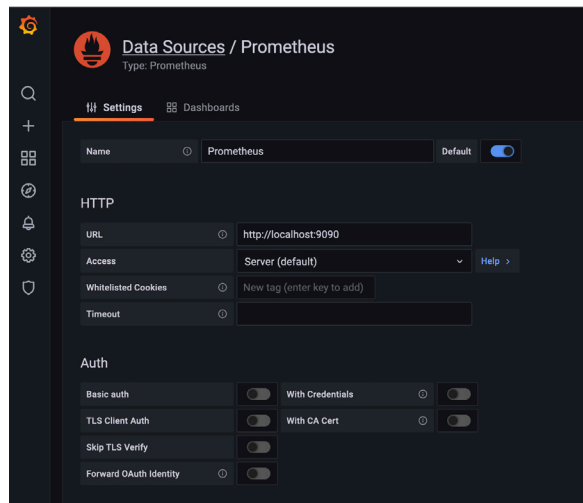 Data Sources / Prometheus
Type: Prometheus
Settings Dashboards
Name Prometheus Default
HTTP
URL http://localhost:9090
Access Server (default) Help >
Whitelisted Cookies New tag (enter key to add)
Timeout
Auth
Basic auth With Credentials
TLS Client Auth With CA Cert
Skip TLS Verify
Forward OAuth Identity